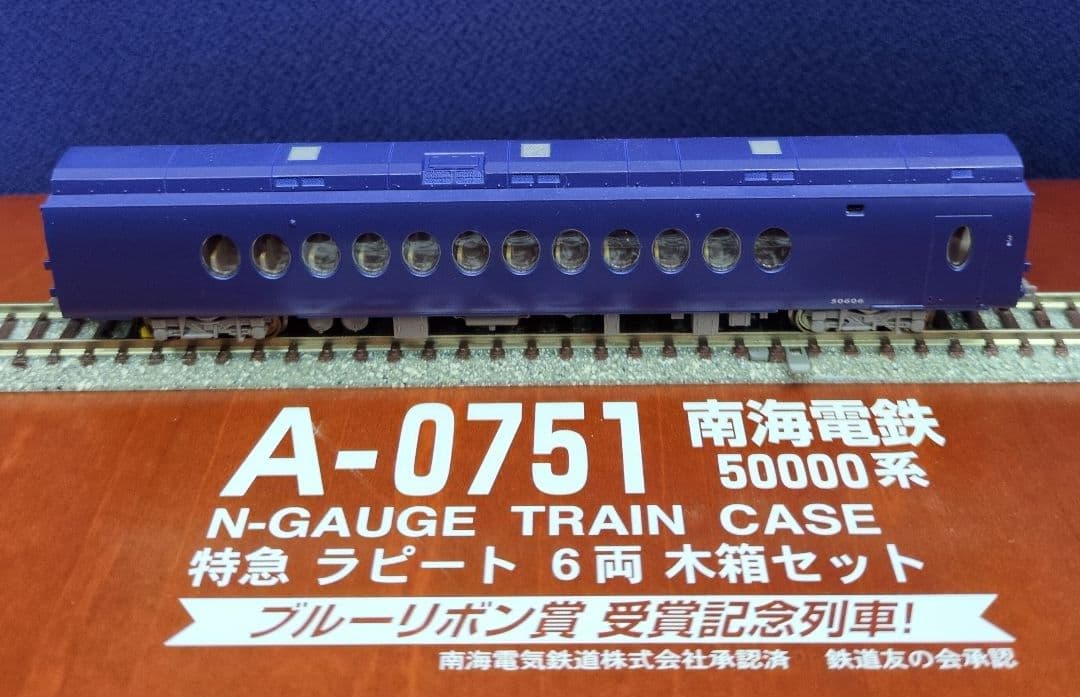 50606
A-0751 南海電鉄
50000系
N-GAUGE TRAIN CASE
特急 ラピート 6両 木箱セット
ブルーリボン賞 受賞記念列車!
南海電気鉄道株式会社承認済 鉄道友の会承認